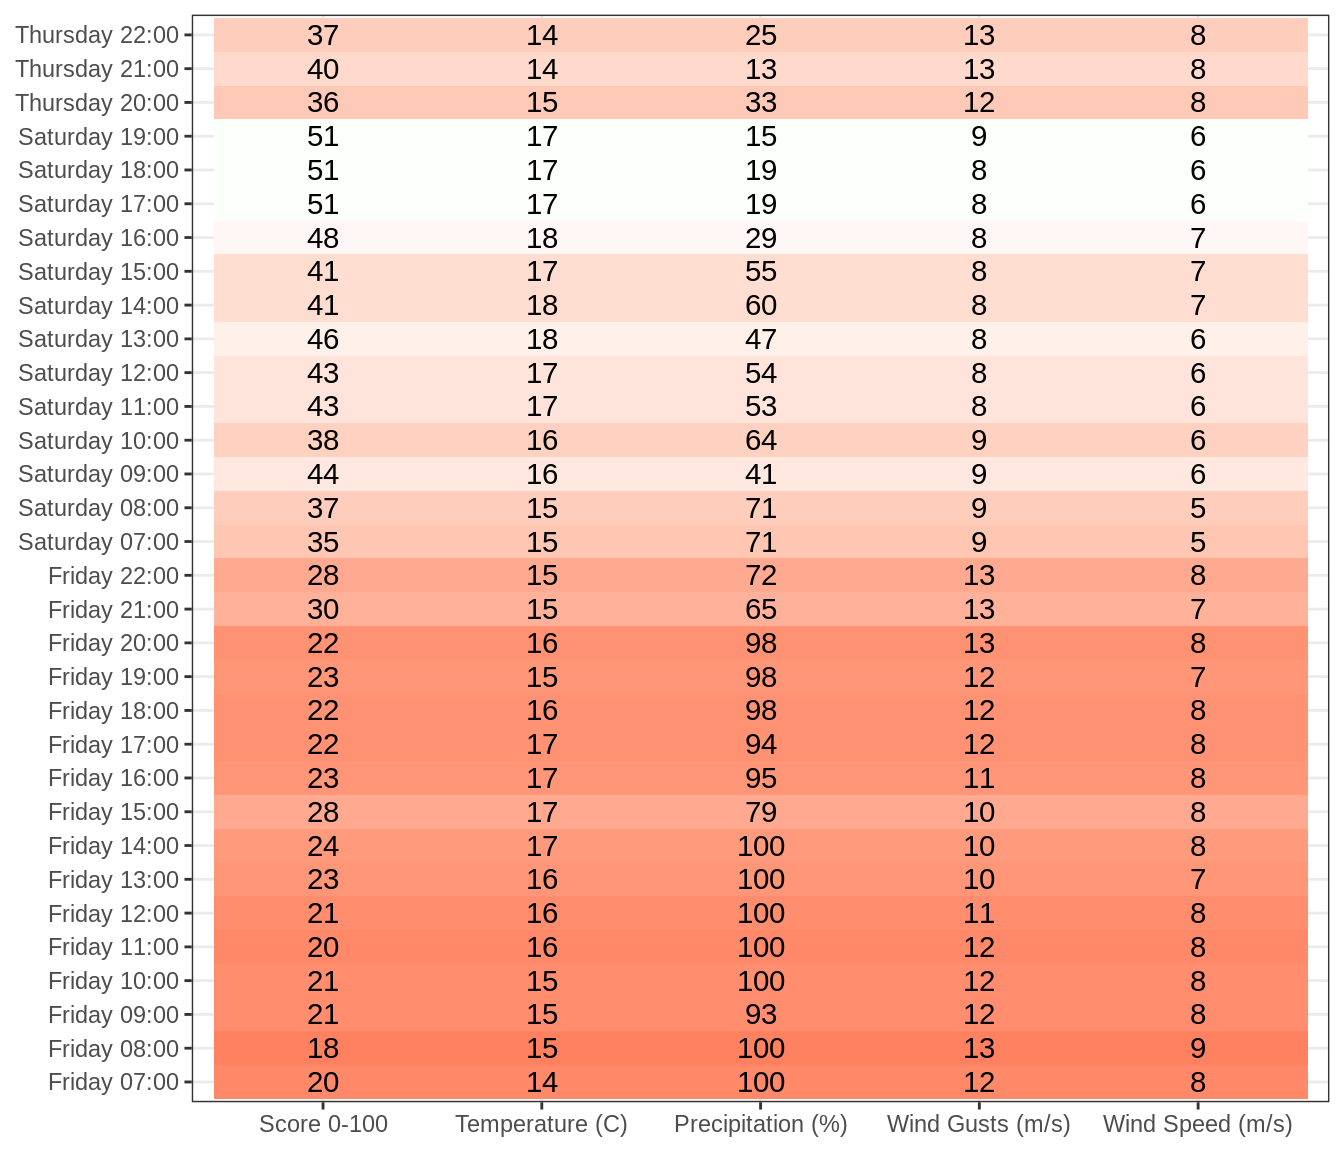 Thursday 22:00 37 14 25 13 8
Thursday 21:00 40 14 13 13 8
Thursday 20:00 36 15 33 12 8
Saturday 19:00 51 17 15 9 6
Saturday 18:00 51 17 19 8 6
Saturday 17:00 51 17 19 8 6
Saturday 16:00 48 18 29 8 7
Saturday 15:00 41 17 55 8 7
Saturday 14:00 41 18 60 8 7
Saturday 13:00 46 18 47 8 6
Saturday 12:00 43 17 54 8 6
Saturday 11:00 43 17 53 8 6
Saturday 10:00 38 16 64 9 6
Saturday 09:00 44 16 41 9 6
Saturday 08:00 37 15 71 9 5
Saturday 07:00 35 15 71 9 5
Friday 22:00 28 15 72 13 8
Friday 21:00 30 15 65 13 7
Friday 20:00 22 16 98 13 8
Friday 19:00 23 15 98 12 7
Friday 18:00 22 16 98 12 8
Friday 17:00 22 17 94 12 8
Friday 16:00 23 17 95 11 8
Friday 15:00 28 17 79 10 8
Friday 14:00 24 17 100 10 8
Friday 13:00 23 16 100 10 7
Friday 12:00 21 16 100 11 8
Friday 11:00 20 16 100 12 8
Friday 10:00 21 15 100 12 8
Friday 09:00 21 15 93 12 8
Friday 08:00 18 15 100 13 9
Friday 07:00 20 14 100 12 8
Score 0-100 Temperature (C) Precipitation (%) Wind Gusts (m/s) Wind Speed (m/s)